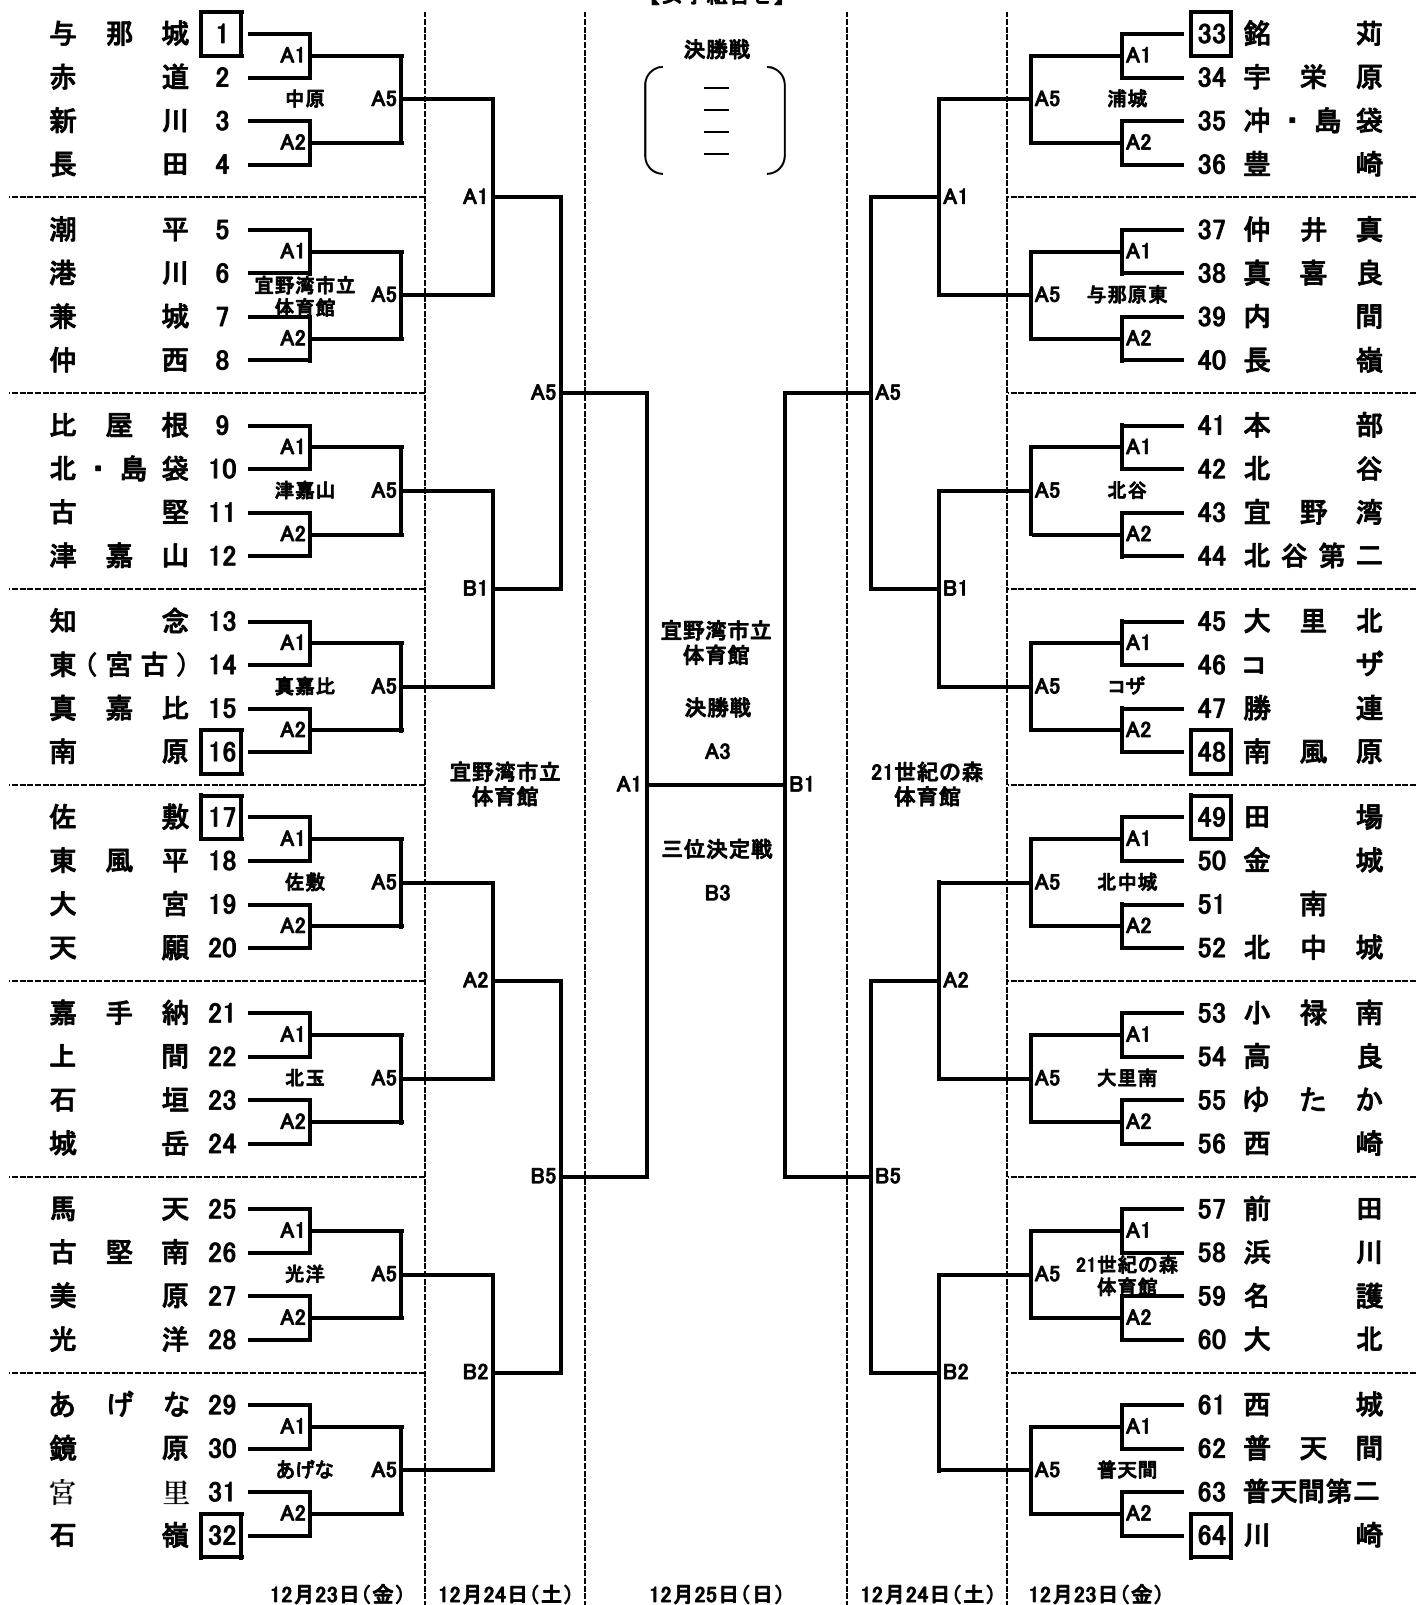 決勝戦
与那城 1
A1
赤道 2
中原 A5
新川 3
A2
長田 4
A1
潮平 5
A1
港川 6
宜野湾市立
体育館
A5
兼城 7
A2
仲西 8
A5
比屋根 9
A1
北・島袋 10
津嘉山 A5
古堅 11
A2
津嘉山 12
B1
知念 13
A1
東(宮古) 14
真嘉比 A5
真嘉比 15
A2
南原 16
宜野湾市立
体育館
A1
佐敷 17
A1
東風平 18
佐敷 A5
大宮 19
A2
天願 20
A2
嘉手納 21
A1
上間 22
北玉 A5
石垣 23
A2
城岳 24
B5
馬天 25
A1
古堅南 26
光洋 A5
美原 27
A2
光洋 28
B2
あげな 29
A1
鏡原 30
あげな A5
宮里 31
A2
石嶺 32
宜野湾市立
体育館
決勝戦
A3
三位決定戦
B3
33 銘苅
A1
34 宇栄原
A5 浦城
35 沖・島袋
A2
36 豊崎
A1
37 仲井真
A1
38 真喜良
A5 与那原東
39 内間
A2
40 長嶺
A5
41 本部
A1
42 北谷
A5 北谷
43 宜野湾
A2
44 北谷第二
B1
45 大里北
A1
46 コザ
A5 コザ
47 勝連
A2
48 南風原
21世紀の森
体育館
B1
49 田場
A1
50 金城
A5 北中城
51 南
A2
52 北中城
A2
53 小禄南
A1
54 高良
A5 大里南
55 ゆたか
A2
56 西崎
B5
57 前田
A1
58 浜川
A5
21世紀の森
体育館
59 名護
A2
60 大北
B2
61 西城
A1
62 普天間
A5 普天間
63 普天間第二
A2
64 川崎
12月23日(金) 12月24日(土) 12月25日(日) 12月24日(土) 12月23日(金)